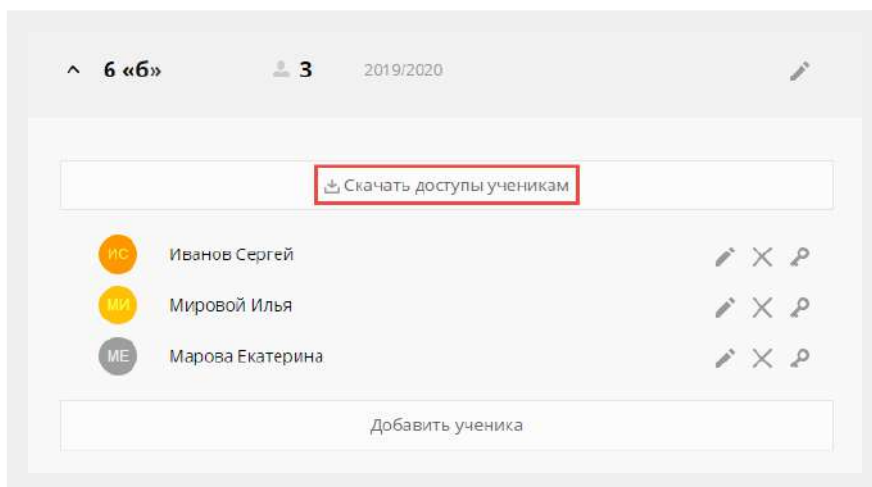 6 «б» 3 2019/2020
Скачать доступы ученикам
ИС Иванов Сергей
МИ Мировой Илья
МЕ Марова Екатерина
Добавить ученика